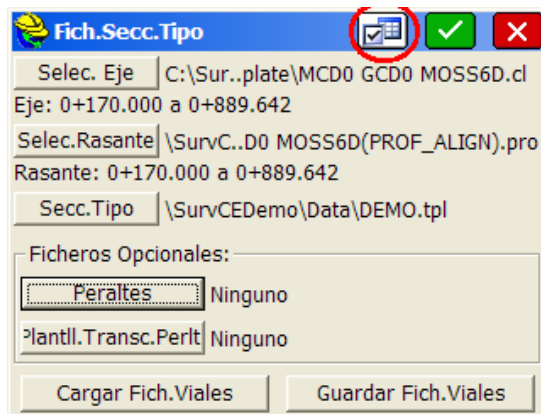 Fich.Secc.Tipo
Selec. Eje C:\Sur..plate\MCD0 GCD0 MOSS6D.cl
Eje: 0+170.000 a 0+889.642
Selec.Rasante \SurvC..D0 MOSS6D(PROF_ALIGN).pro
Rasante: 0+170.000 a 0+889.642
Secc.Tipo \SurvCEDemo\Data\DEMO.tpl
Ficheros Opcionales:
Peraltes Ninguno
Plantll.Transc.Perlt Ninguno
Cargar Fich.Viales Guardar Fich.Viales